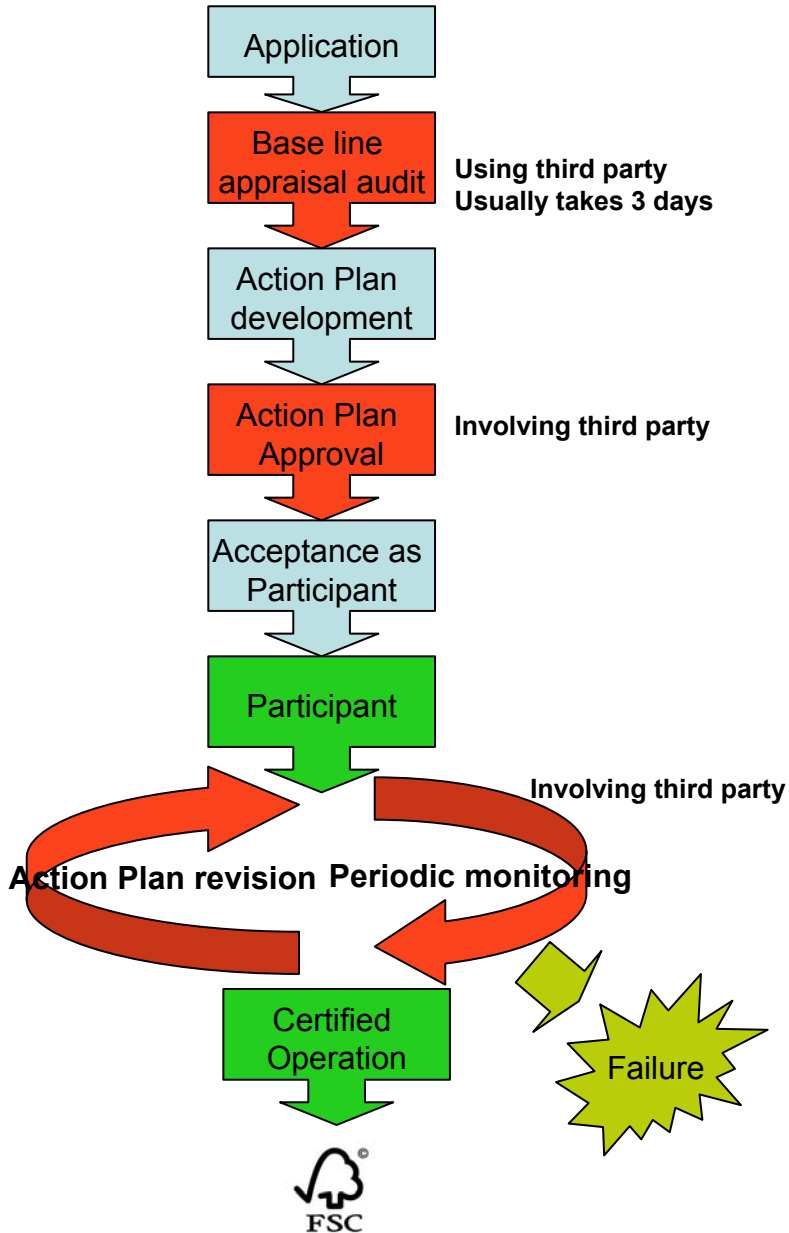 Application
Base line
appraisal audit
Using third party
Usually takes 3 days
Action Plan
development
Action Plan
Approval
Involving third party
Acceptance as
Participant
Participant
Involving third party
Action Plan revision
Periodic monitoring
Certified
Operation
Failure
©
FSC